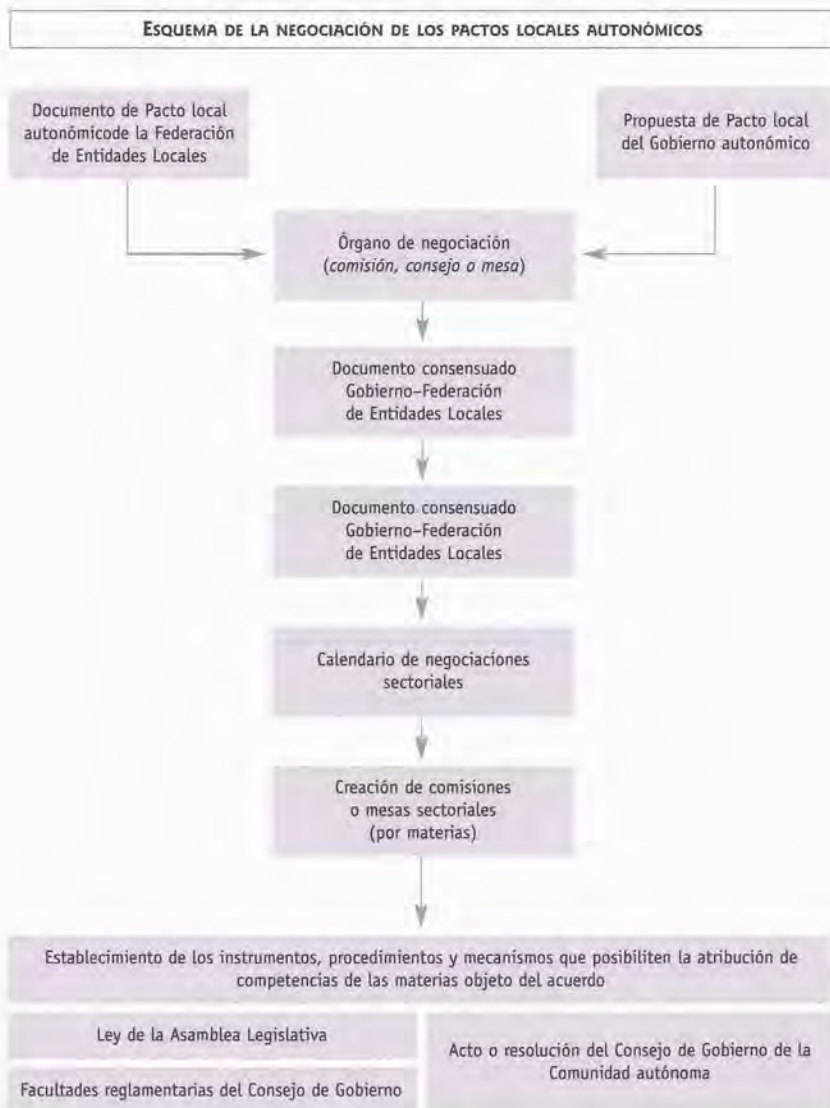 ESQUEMA DE LA NEGOCIACIÓN DE LOS PACTOS LOCALES AUTONÓMICOS
Documento de Pacto local
autonómicode la Federación
de Entidades Locales
Propuesta de Pacto local
del Gobierno autonómico
Órgano de negociación
(comisión, consejo o mesa)
Documento consensuado
Gobierno–Federación
de Entidades Locales
Documento consensuado
Gobierno–Federación
de Entidades Locales
Calendario de negociaciones
sectoriales
Creación de comisiones
o mesas sectoriales
(por materias)
Establecimiento de los instrumentos, procedimientos y mecanismos que posibiliten la atribución de
competencias de las materias objeto del acuerdo
Ley de la Asamblea Legislativa
Facultades reglamentarias del Consejo de Gobierno
Acto o resolución del Consejo de Gobierno de la
Comunidad autónoma